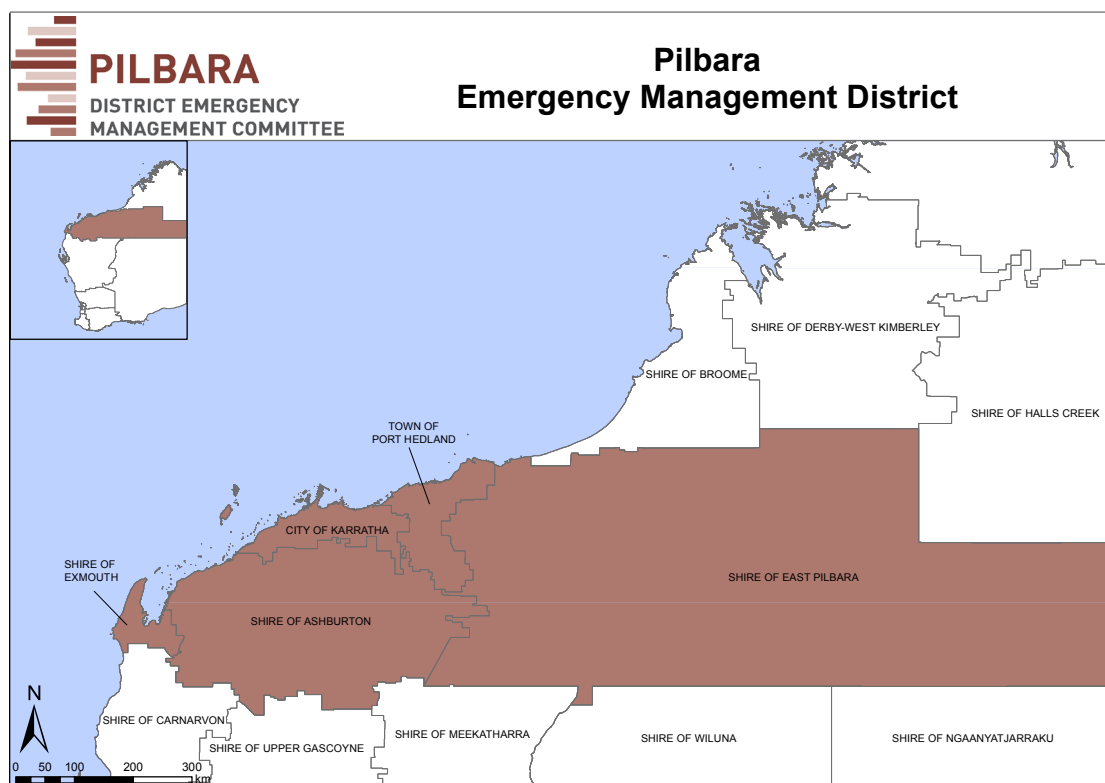 PILBARA
DISTRICT EMERGENCY
MANAGEMENT COMMITTEE
Pilbara
Emergency Management District
SHIRE OF DERBY-WEST KIMBERLEY
SHIRE OF BROOME
SHIRE OF HALLS CREEK
TOWN OF
PORT HEDLAND
CITY OF KARRATHA
SHIRE OF
EXMOUTH
SHIRE OF EAST PILBARA
SHIRE OF ASHBURTON
N
SHIRE OF CARNARVON
SHIRE OF UPPER GASCOYNE
SHIRE OF MEEKATHARRA
SHIRE OF WILUNA
SHIRE OF NGAANYATJARRAKU
0 50 100 200 300
km